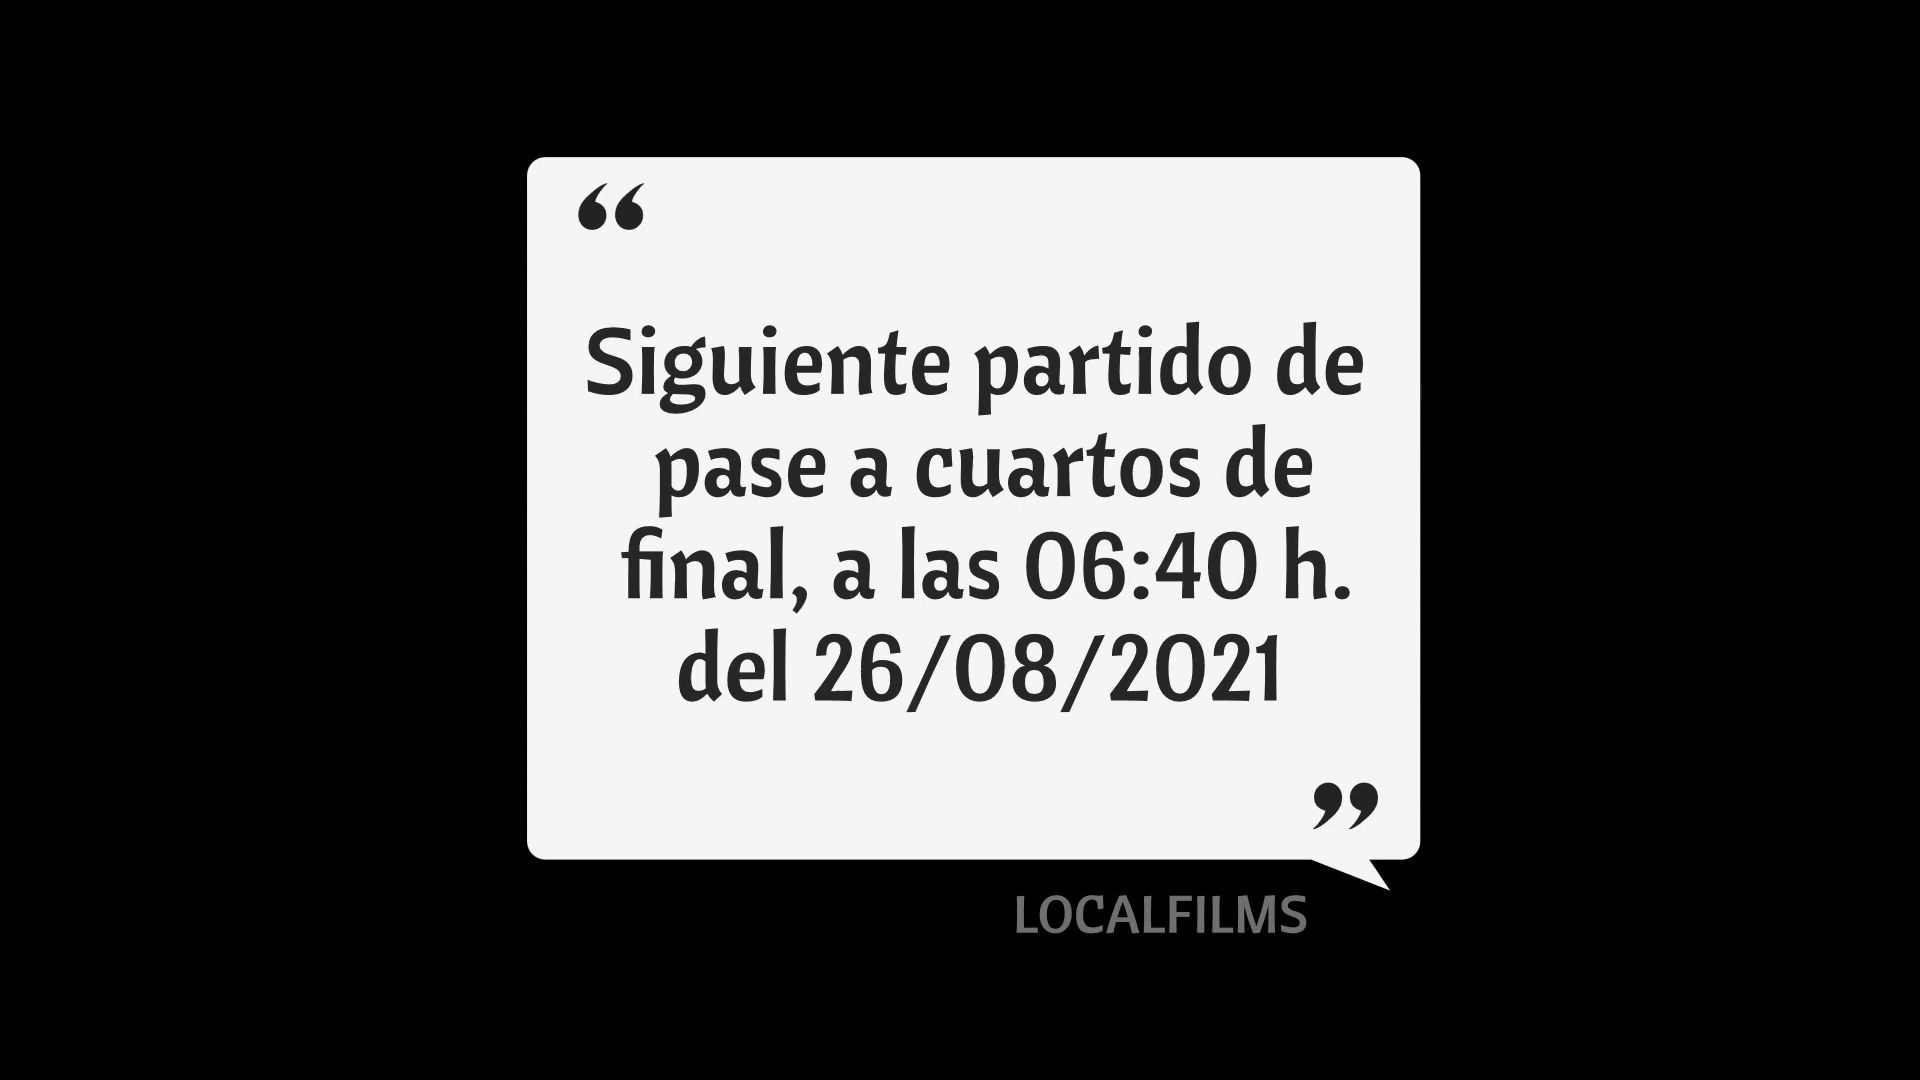 “
Siguiente partido de
pase a cuartos de
final, a las 06:40 h.
del 26/08/2021
”
LOCALFILMS